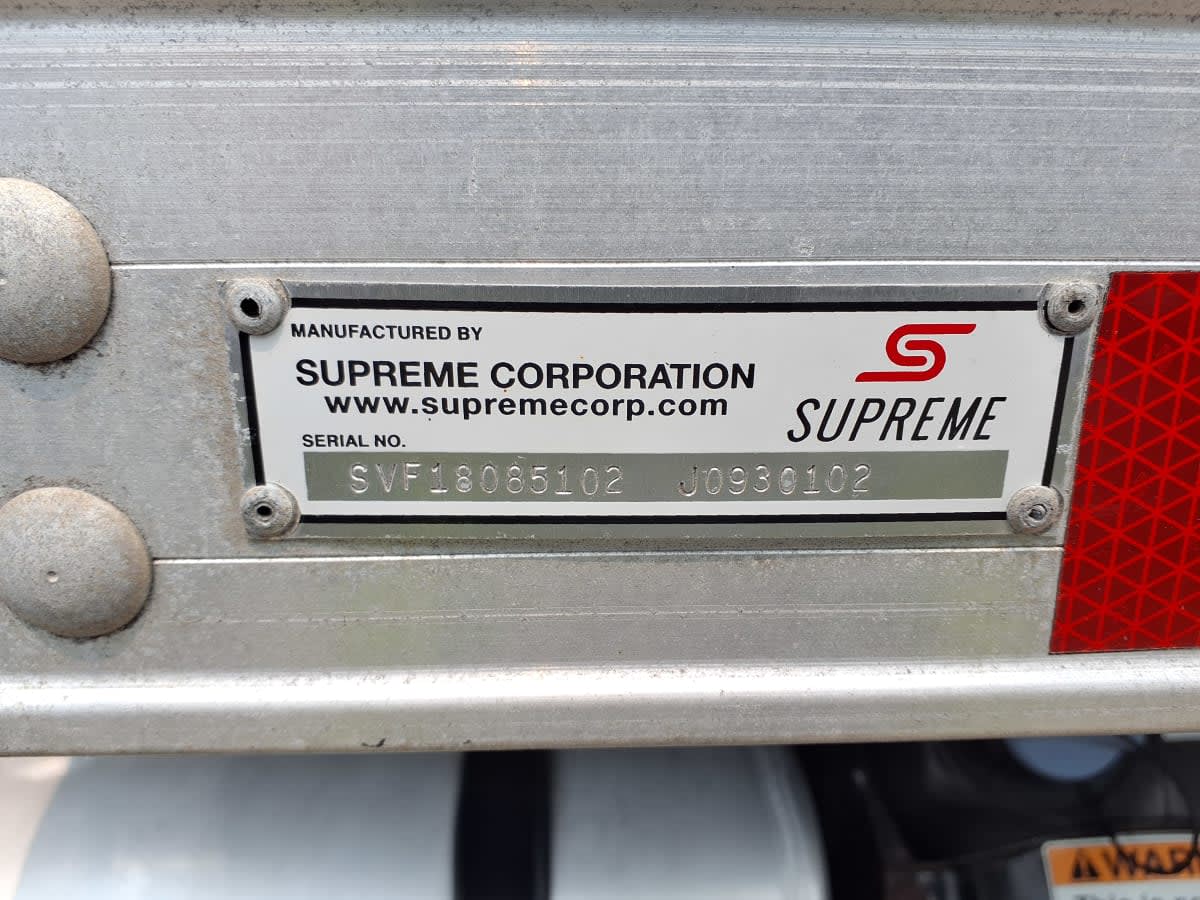 MANUFACTURED BY
SUPREME CORPORATION
www.supremecorp.com
SUPREME
SERIAL NO.
SVF18085102 J0930102